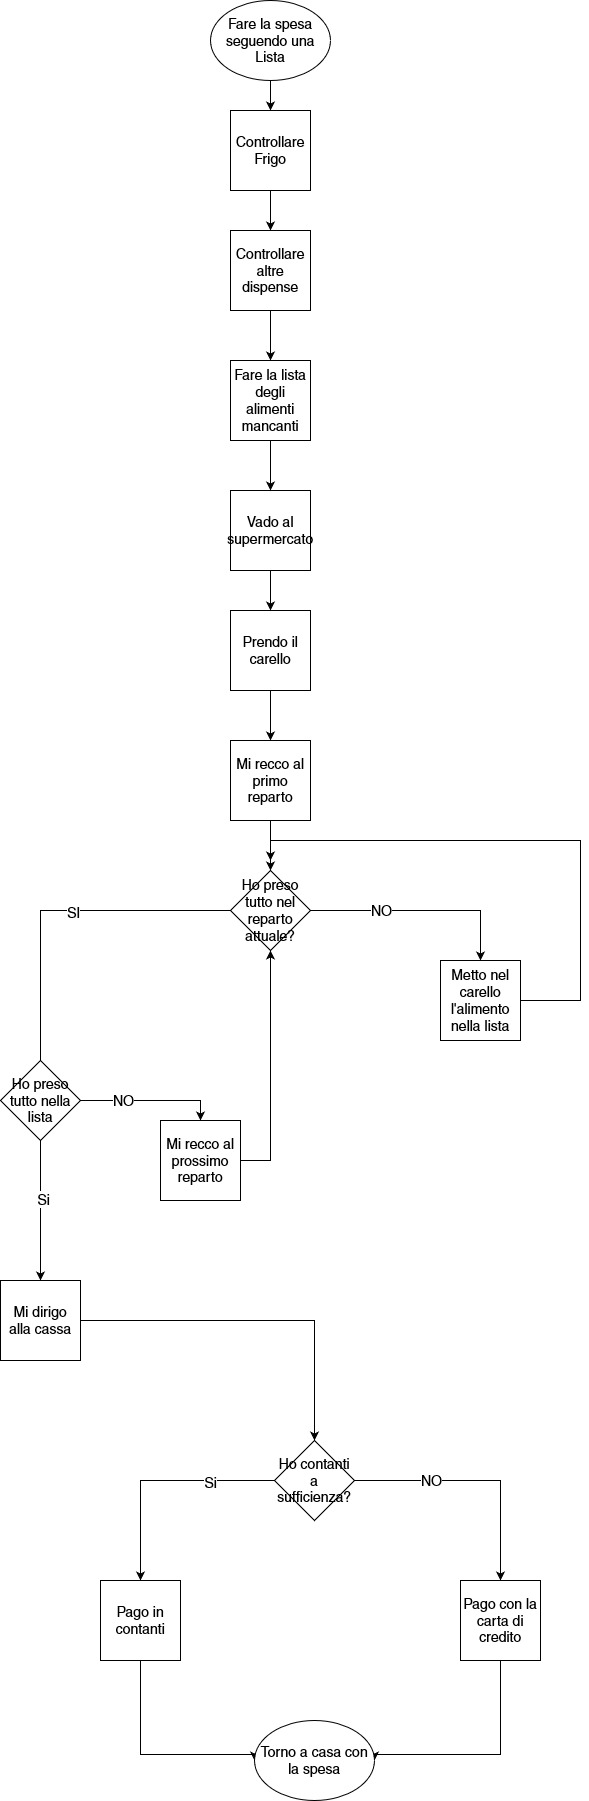 Fare la spesa
seguendo una
Lista
Controllare
Frigo
Controllare
altre
dispense
Fare la lista
degli
alimenti
mancanti
Vado al
supermercato
Prendo il
carello
Mi recco al
primo
reparto
Ho preso
tutto nel
reparto
attuale?
SI
NO
Metto nel
carello
l'alimento
nella lista
Ho preso
tutto nella
lista
NO
Mi recco al
prossimo
reparto
Si
Mi dirigo
alla cassa
Ho contanti
a
sufficienza?
Si
NO
Pago in
contanti
Pago con la
carta di
credito
Torno a casa con
la spesa